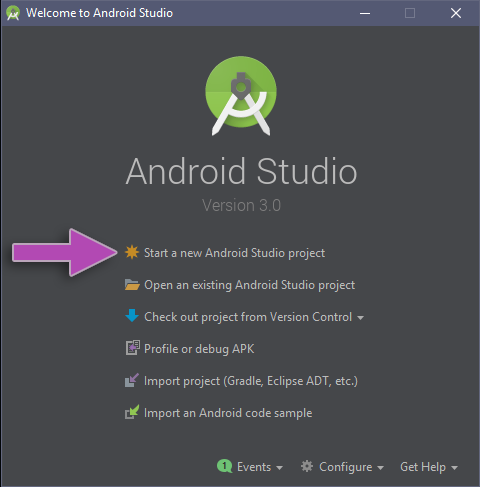 Welcome to Android Studio
Android Studio
Version 3.0
Start a new Android Studio project
Open an existing Android Studio project
Check out project from Version Control
Profile or debug APK
Import project (Gradle, Eclipse ADT, etc.)
Import an Android code sample
1 Events Configure Get Help